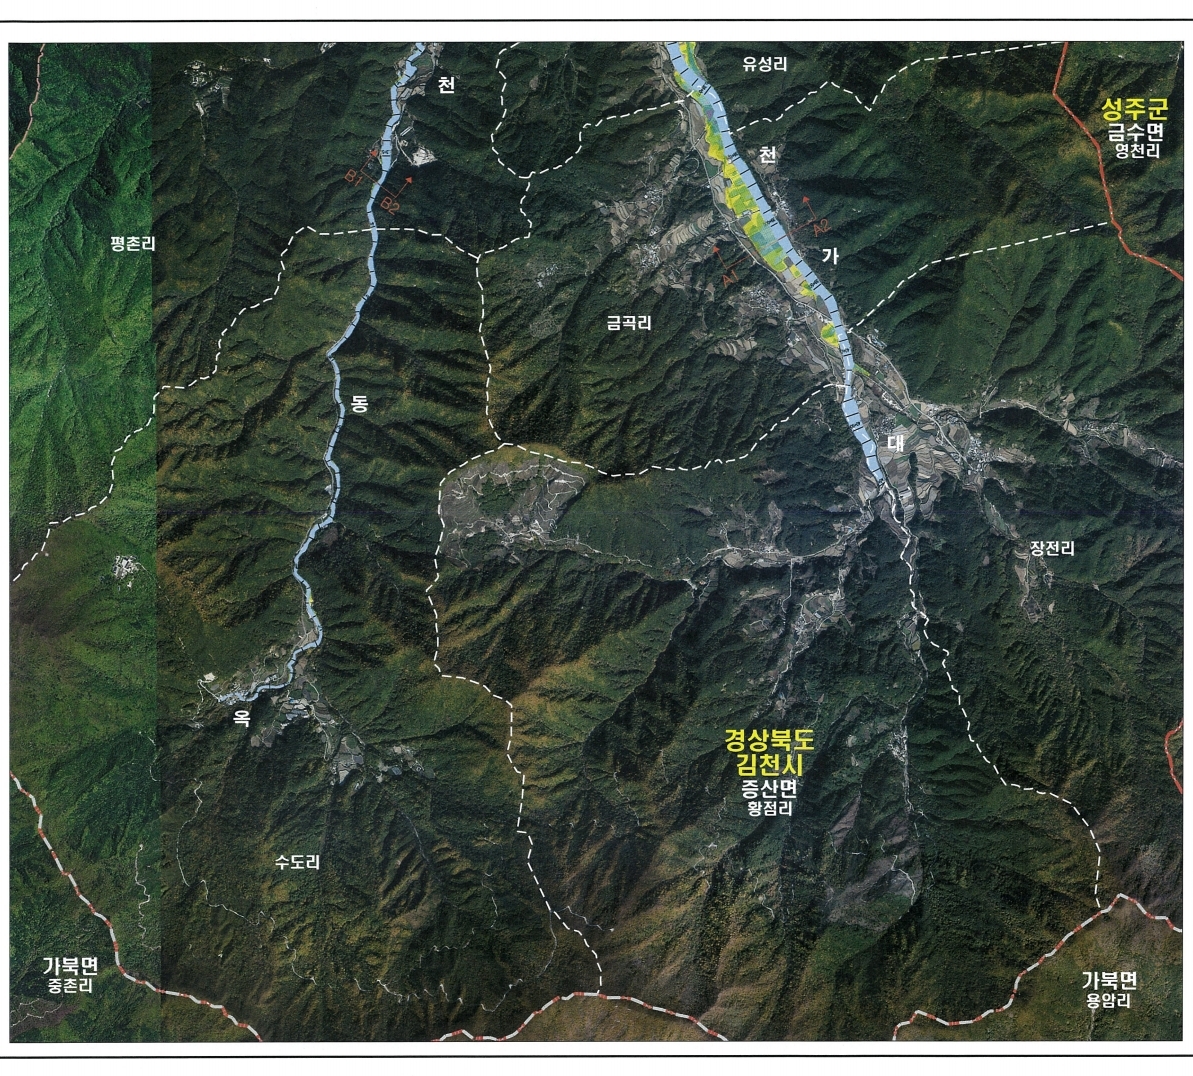 천
유성리
성주군
금수면
영천리
천
B1
B2
A2
A1
평촌리
가
금곡리
동
대
장전리
옥
경상북도
김천시
증산면
황점리
수도리
가북면
중촌리
가북면
용암리